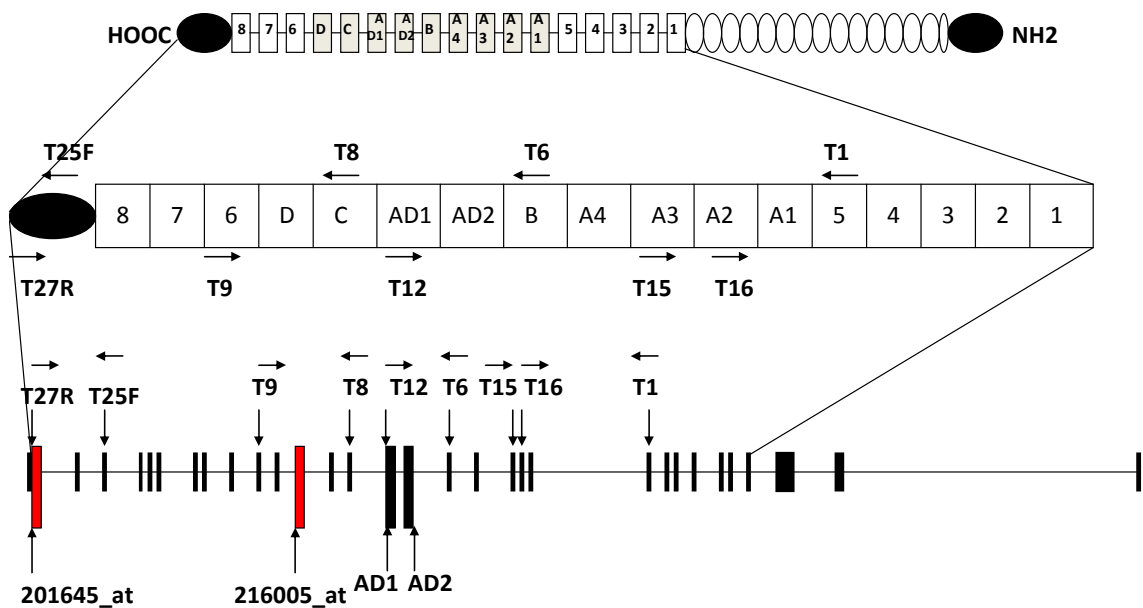 HOOC 8 7 6 D C A D1 A D2 B A 4 A 3 A 2 A 1 5 4 3 2 1 NH2
T25F T8 T6 T1
8 7 6 D C AD1 AD2 B A4 A3 A2 A1 5 4 3 2 1
T27R T9 T12 T15 T16
T27R T25F T9 T8 T12 T6 T15 T16 T1
201645_at 216005_at AD1 AD2